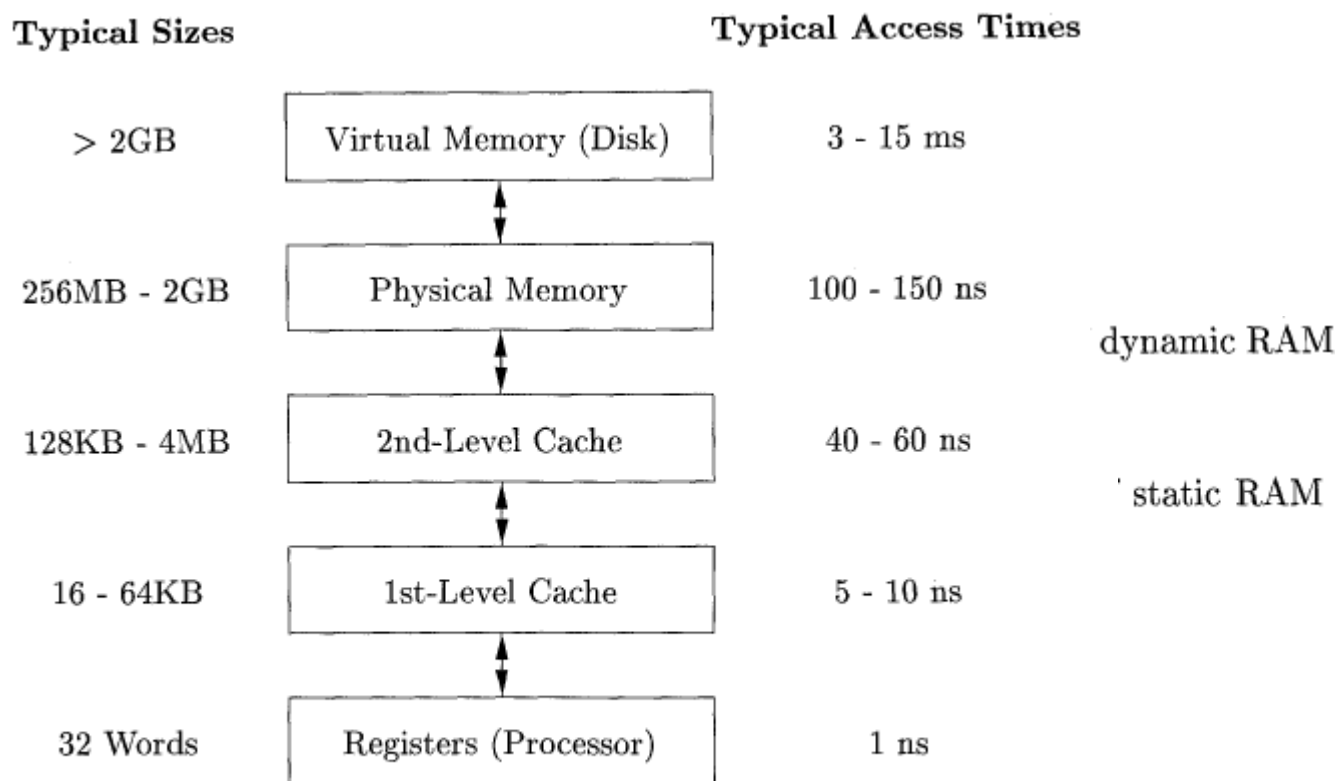 Typical Sizes Typical Access Times
> 2GB Virtual Memory (Disk) 3 - 15 ms
256MB - 2GB Physical Memory 100 - 150 ns
dynamic RAM
128KB - 4MB 2nd-Level Cache 40 - 60 ns
static RAM
16 - 64KB 1st-Level Cache 5 - 10 ns
32 Words Registers (Processor) 1 ns